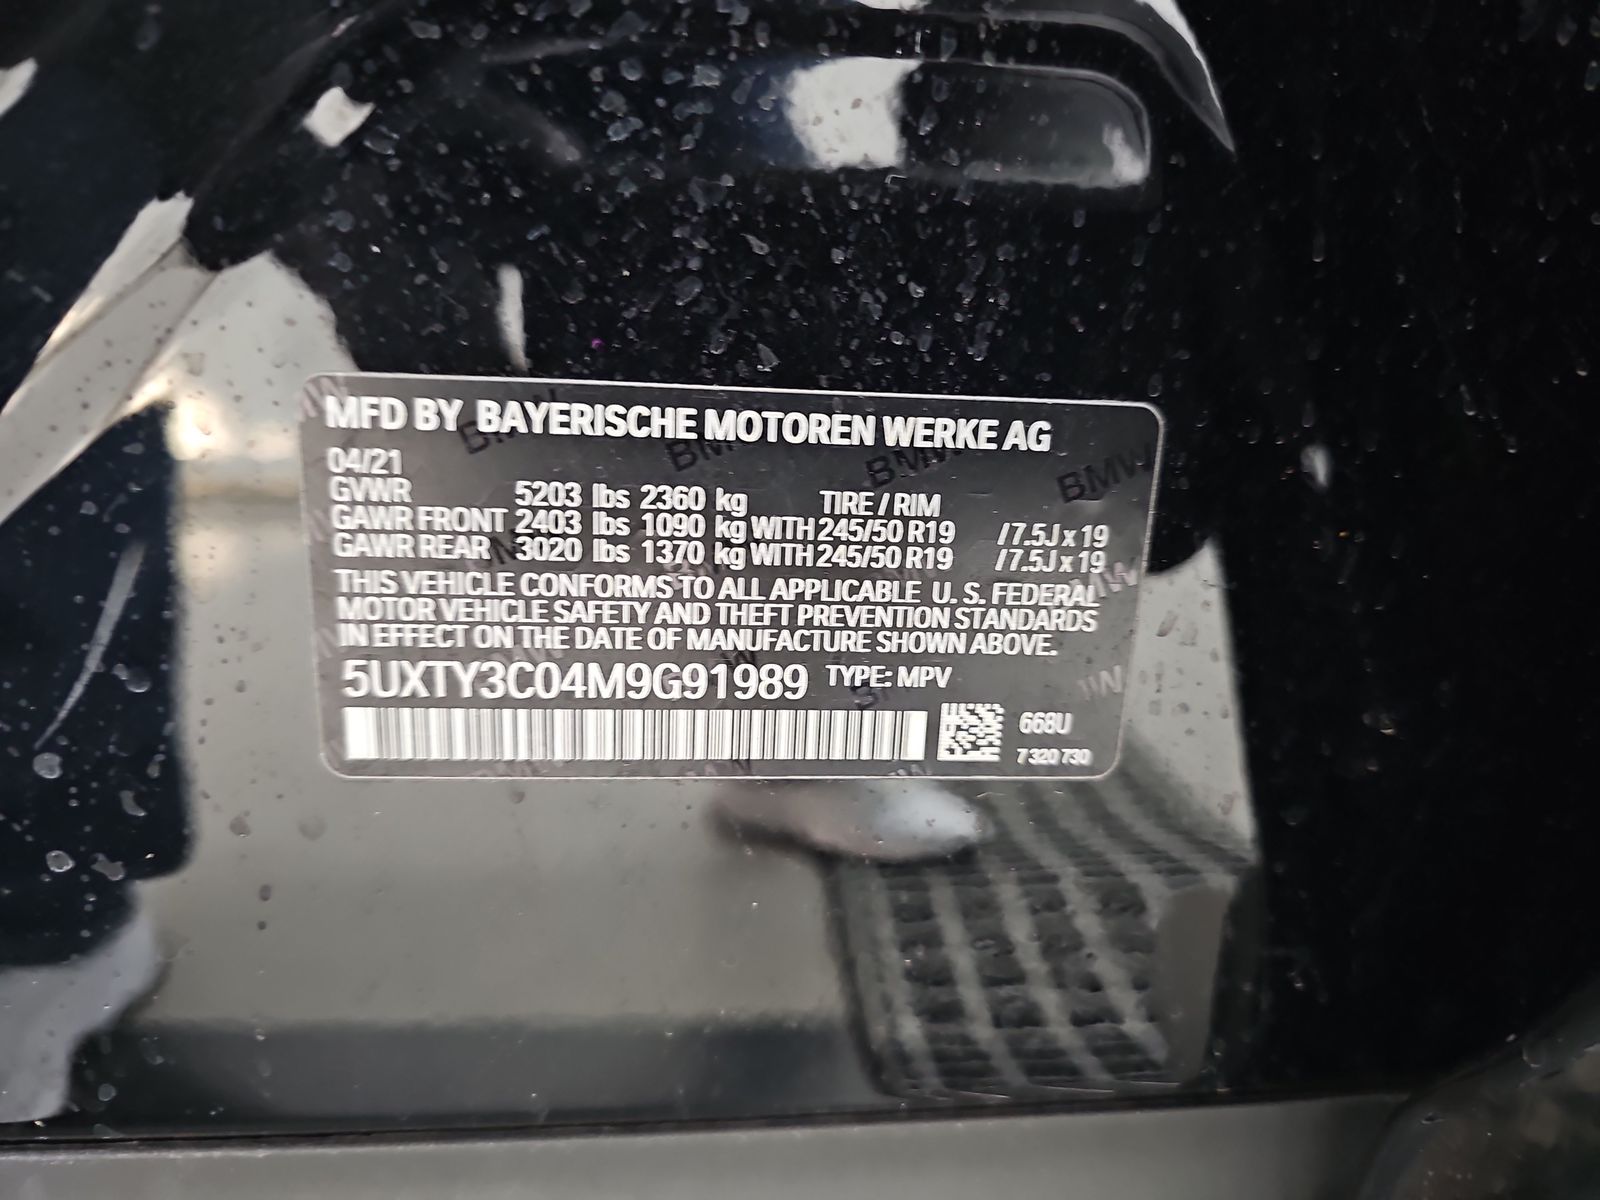 MFD BY BAYERISCHE MOTOREN WERKE AG
04/21
GVWR 5203 lbs 2360 kg TIRE / RIM
GAWR FRONT 2403 lbs 1090 kg WITH 245/50 R19 /7.5J x 19
GAWR REAR 3020 lbs 1370 kg WITH 245/50 R19 /7.5J x 19
THIS VEHICLE CONFORMS TO ALL APPLICABLE U. S. FEDERAL
MOTOR VEHICLE SAFETY AND THEFT PREVENTION STANDARDS
IN EFFECT ON THE DATE OF MANUFACTURE SHOWN ABOVE.
5UXTY3C04M9G91989 TYPE: MPV
668U
7 320 730